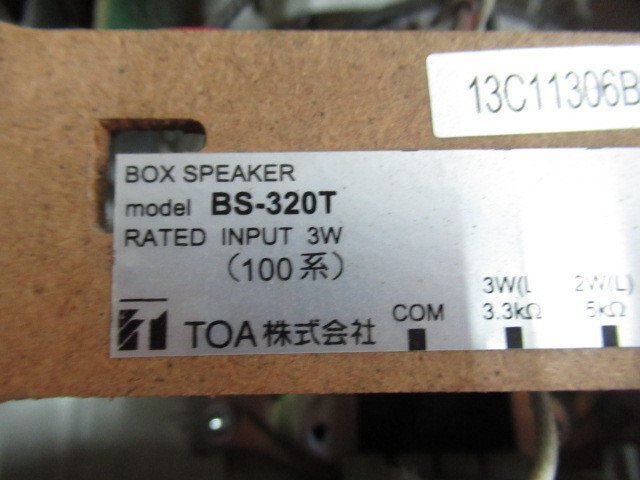 13C11306B
BOX SPEAKER
model BS-320T
RATED INPUT 3W
(100系)
TOA株式会社
COM
3W(L
3.3kΩ
2W(L)
5kΩ